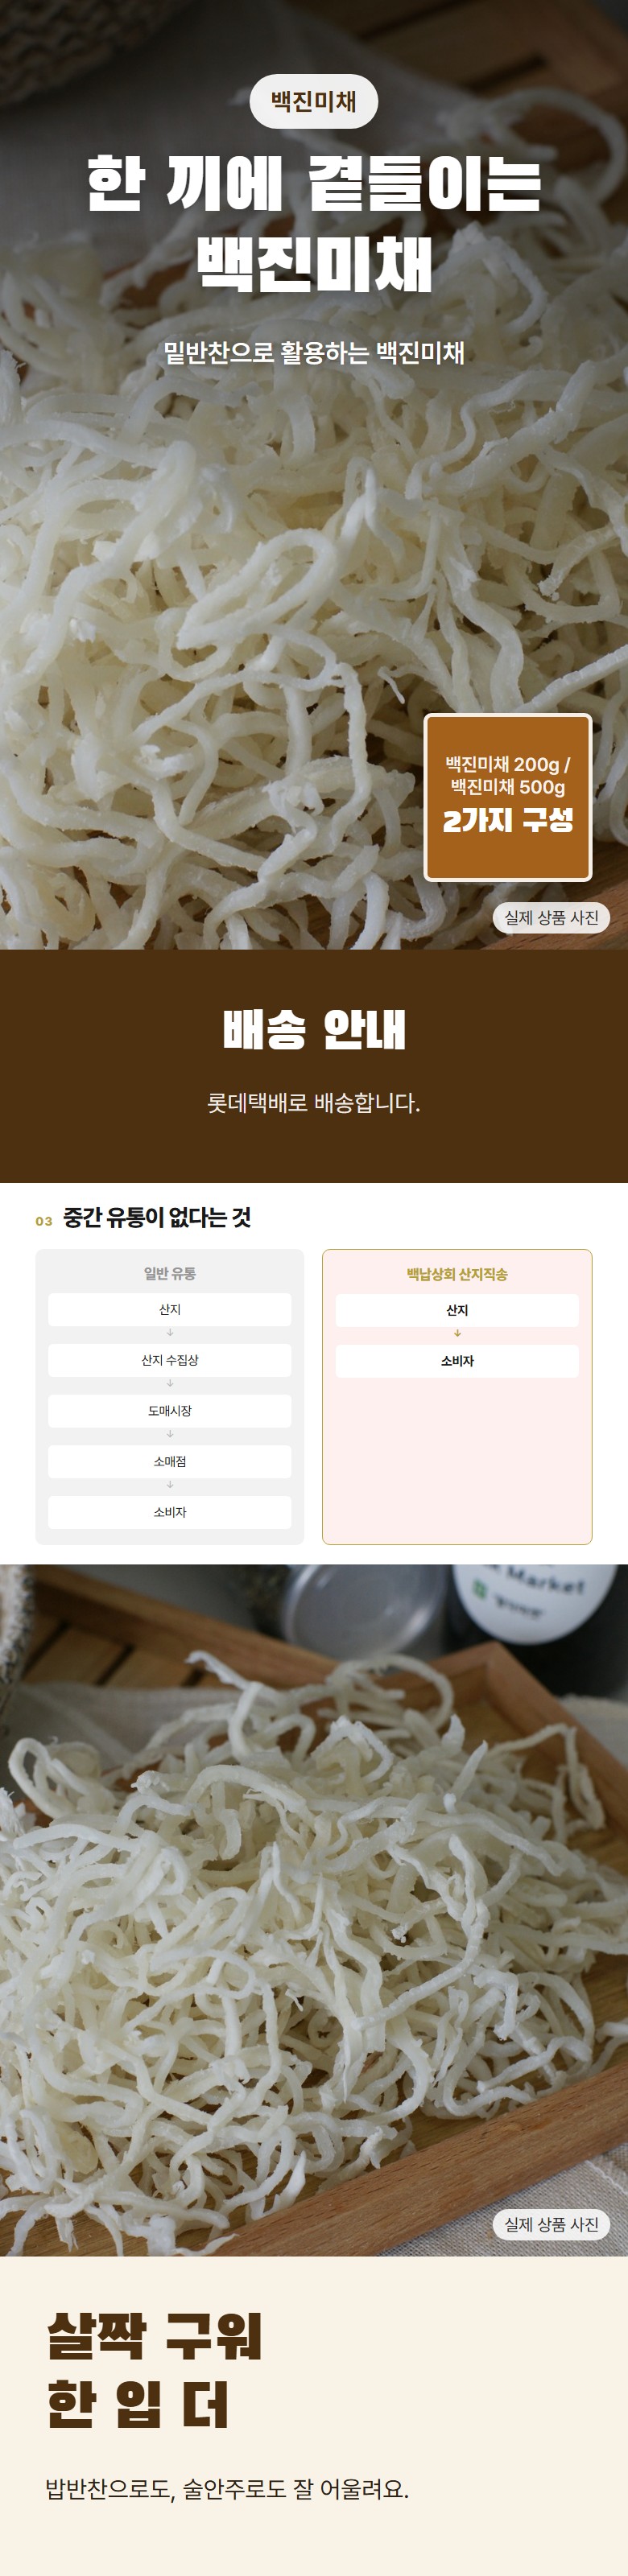 백진미채
한 끼에 곁들이는
백진미채
밑반찬으로 활용하는 백진미채
백진미채 200g /
백진미채 500g
2가지 구성
실제 상품 사진
배송 안내
롯데택배로 배송합니다.
03 중간 유통이 없다는 것
일반 유통
산지
↓
산지 수집상
↓
도매시장
↓
소매점
↓
소비자
백납상회 산지직송
산지
↓
소비자
Market
실제 상품 사진
살짝 구워
한 입 더
밥반찬으로도, 술안주로도 잘 어울려요.